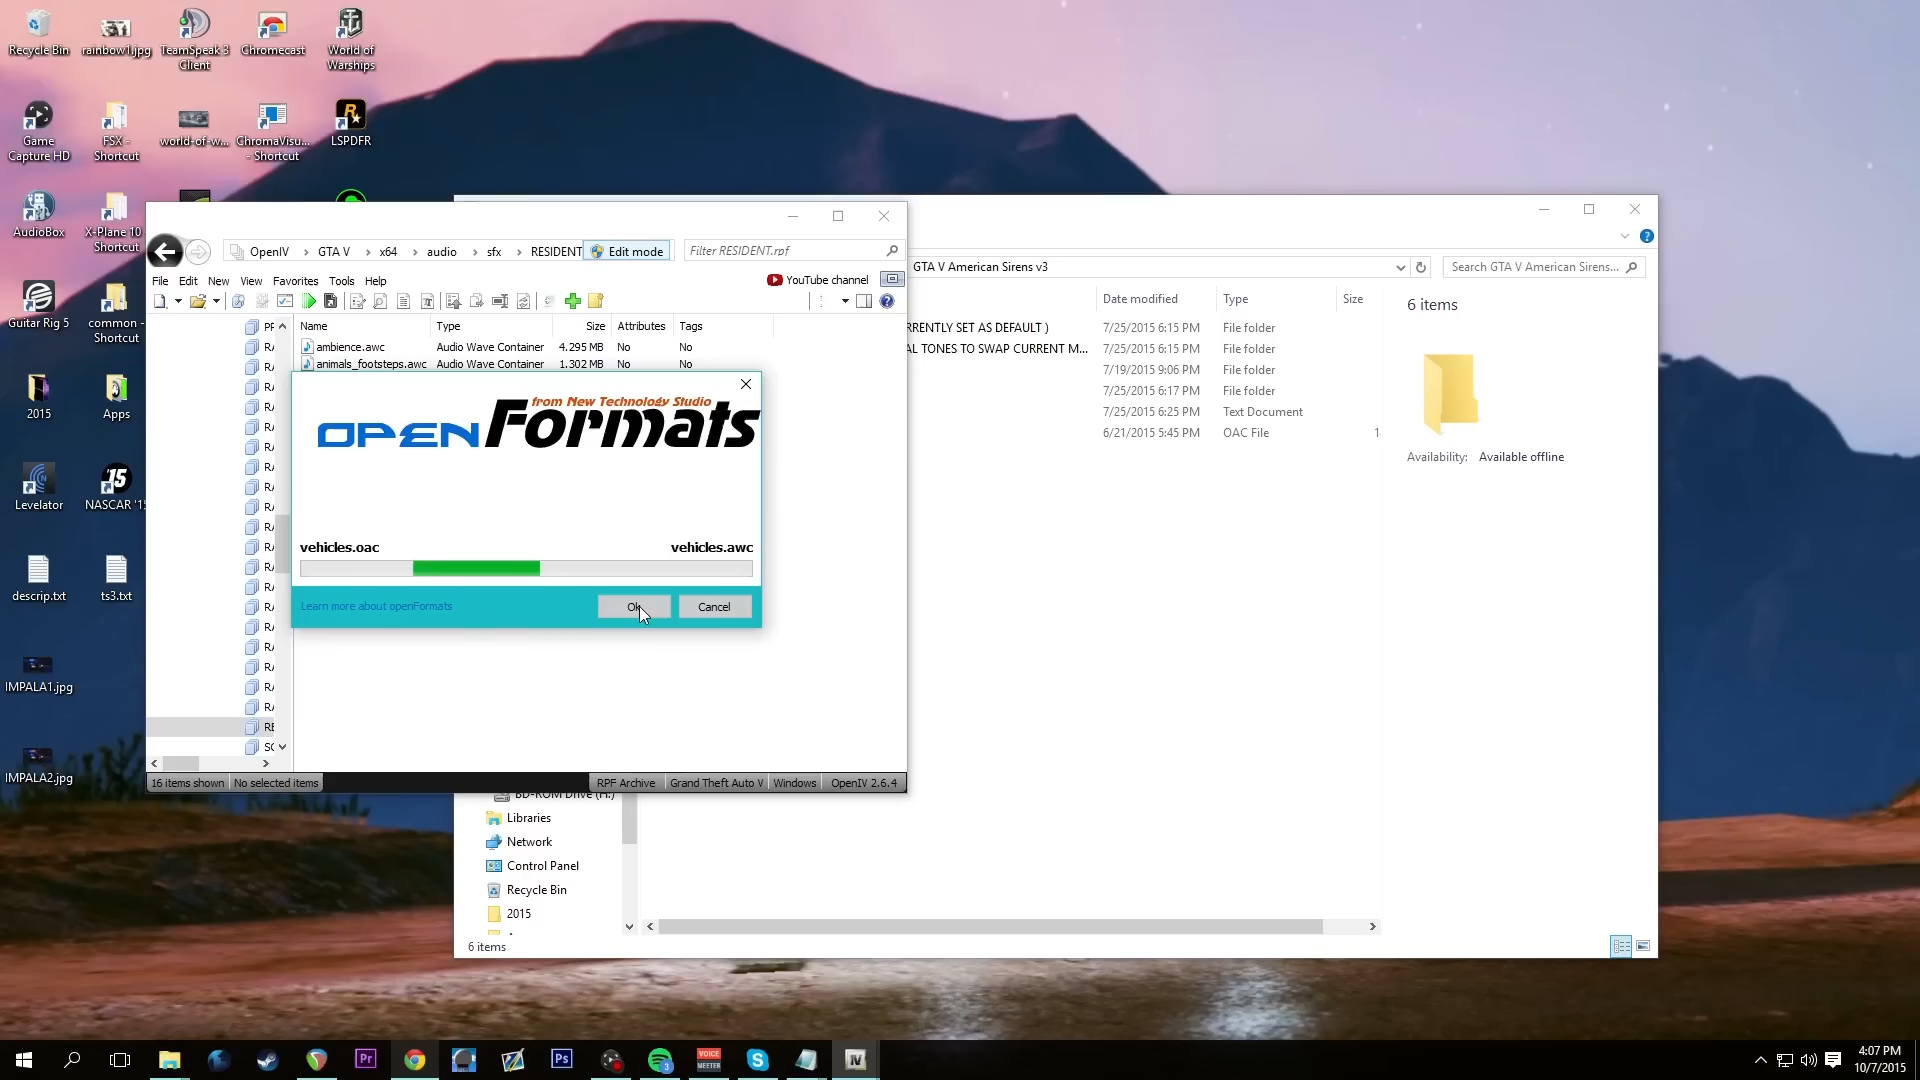 Recycle Bin
rainbow1.jpg
TeamSpeak 3
Client
Chromecast
World of
Warships
Game
Capture HD
FSX -
Shortcut
world-of-w...
ChromaVisu...
- Shortcut
LSPDFR
AudioBox
X-Plane 10
Shortcut
Guitar Rig 5
common -
Shortcut
2015
Apps
Levelator
NASCAR '15
descrip.txt
ts3.txt
IMPALA1.jpg
IMPALA2.jpg
OpenIV
GTA V
x64
audio
sfx
RESIDENT
Edit mode
Filter RESIDENT.rpf
File
Edit
New
View
Favorites
Tools
Help
YouTube channel
Name
Type
Size
Attributes
Tags
ambience.awc
Audio Wave Container
4.295 MB
No
No
animals_footsteps.awc
Audio Wave Container
1.302 MB
No
No
from New Technology Studio
OPEN Formats
vehicles.oac
vehicles.awc
Learn more about openFormats
Ok
Cancel
16 items shown
No selected items
RPF Archive
Grand Theft Auto V
Windows
OpenIV 2.6.4
GTA V American Sirens v3
Search GTA V American Sirens...
Date modified
Type
Size
RRENTLY SET AS DEFAULT )
7/25/2015 6:15 PM
File folder
AL TONES TO SWAP CURRENT M...
7/25/2015 6:15 PM
File folder
7/19/2015 9:06 PM
File folder
7/25/2015 6:17 PM
File folder
7/25/2015 6:25 PM
Text Document
6/21/2015 5:45 PM
OAC File
6 items
Availability:
Available offline
BD-ROM Drive (H:)
Libraries
Network
Control Panel
Recycle Bin
2015
6 items
Pr
Ps
3
VOICE
MEETER
IV
4:07 PM
10/7/2015